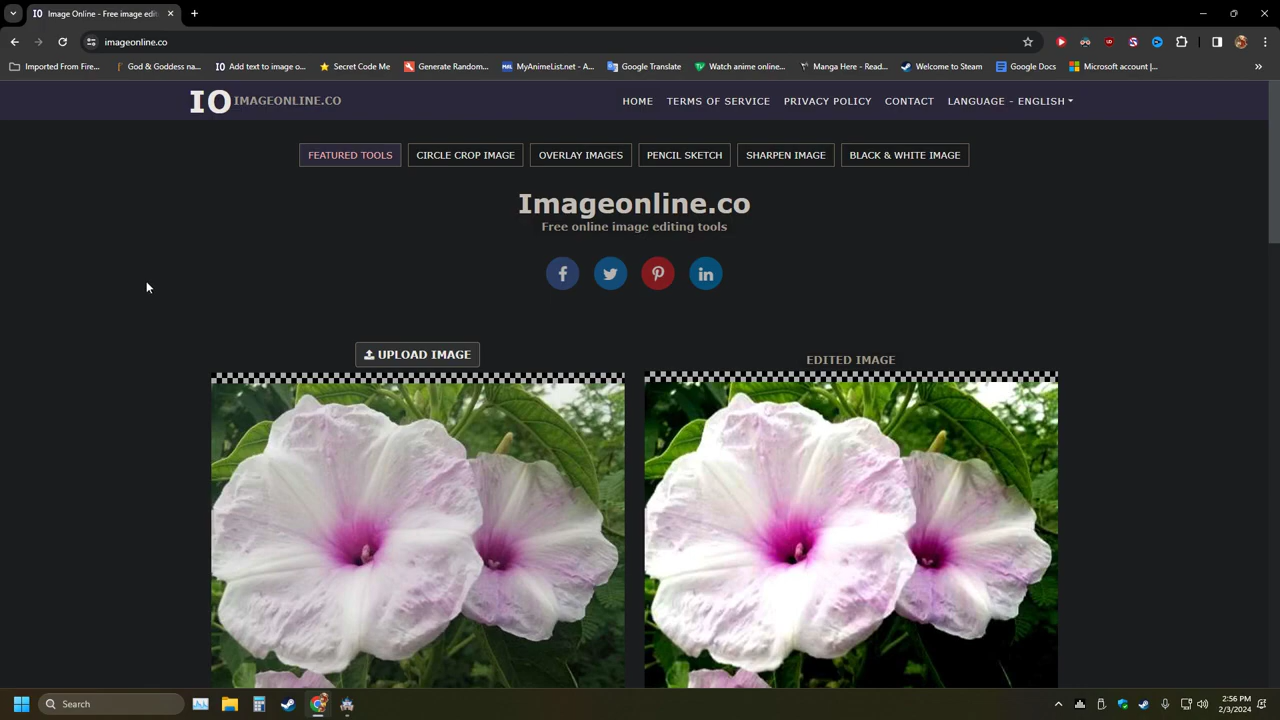 Image Online - Free image edit
imageonline.co
Imported From Fire...
God & Goddess na...
IO Add text to image o...
Secret Code Me
Generate Random...
MAL MyAnimeList.net - A...
Google Translate
Watch anime online...
Manga Here - Read...
Welcome to Steam
Google Docs
Microsoft account |...
IO IMAGEONLINE.CO
HOME
TERMS OF SERVICE
PRIVACY POLICY
CONTACT
LANGUAGE - ENGLISH
FEATURED TOOLS
CIRCLE CROP IMAGE
OVERLAY IMAGES
PENCIL SKETCH
SHARPEN IMAGE
BLACK & WHITE IMAGE
Imageonline.co
Free online image editing tools
UPLOAD IMAGE
EDITED IMAGE
Search
2:56 PM
2/3/2024